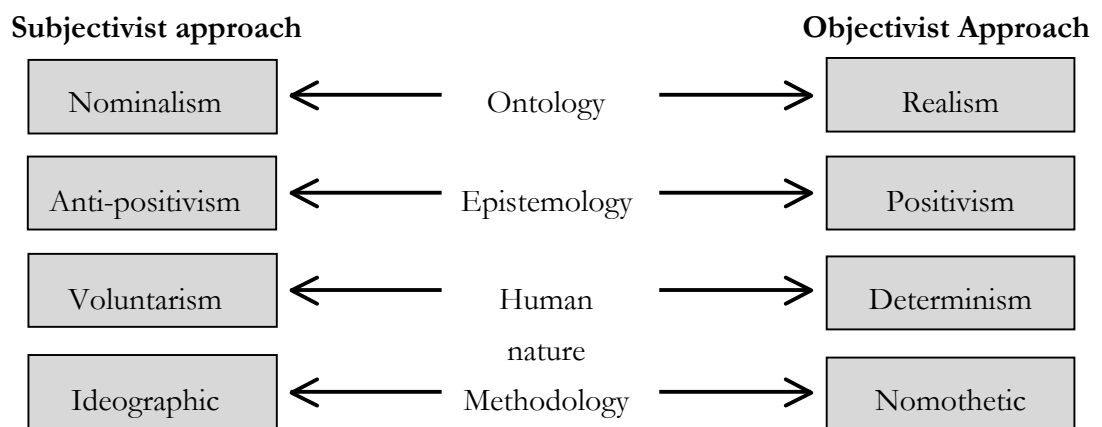 Subjectivist approach Objectivist Approach
Nominalism Ontology Realism
Anti-positivism Epistemology Positivism
Voluntarism Human Determinism
nature
Ideographic Methodology Nomothetic